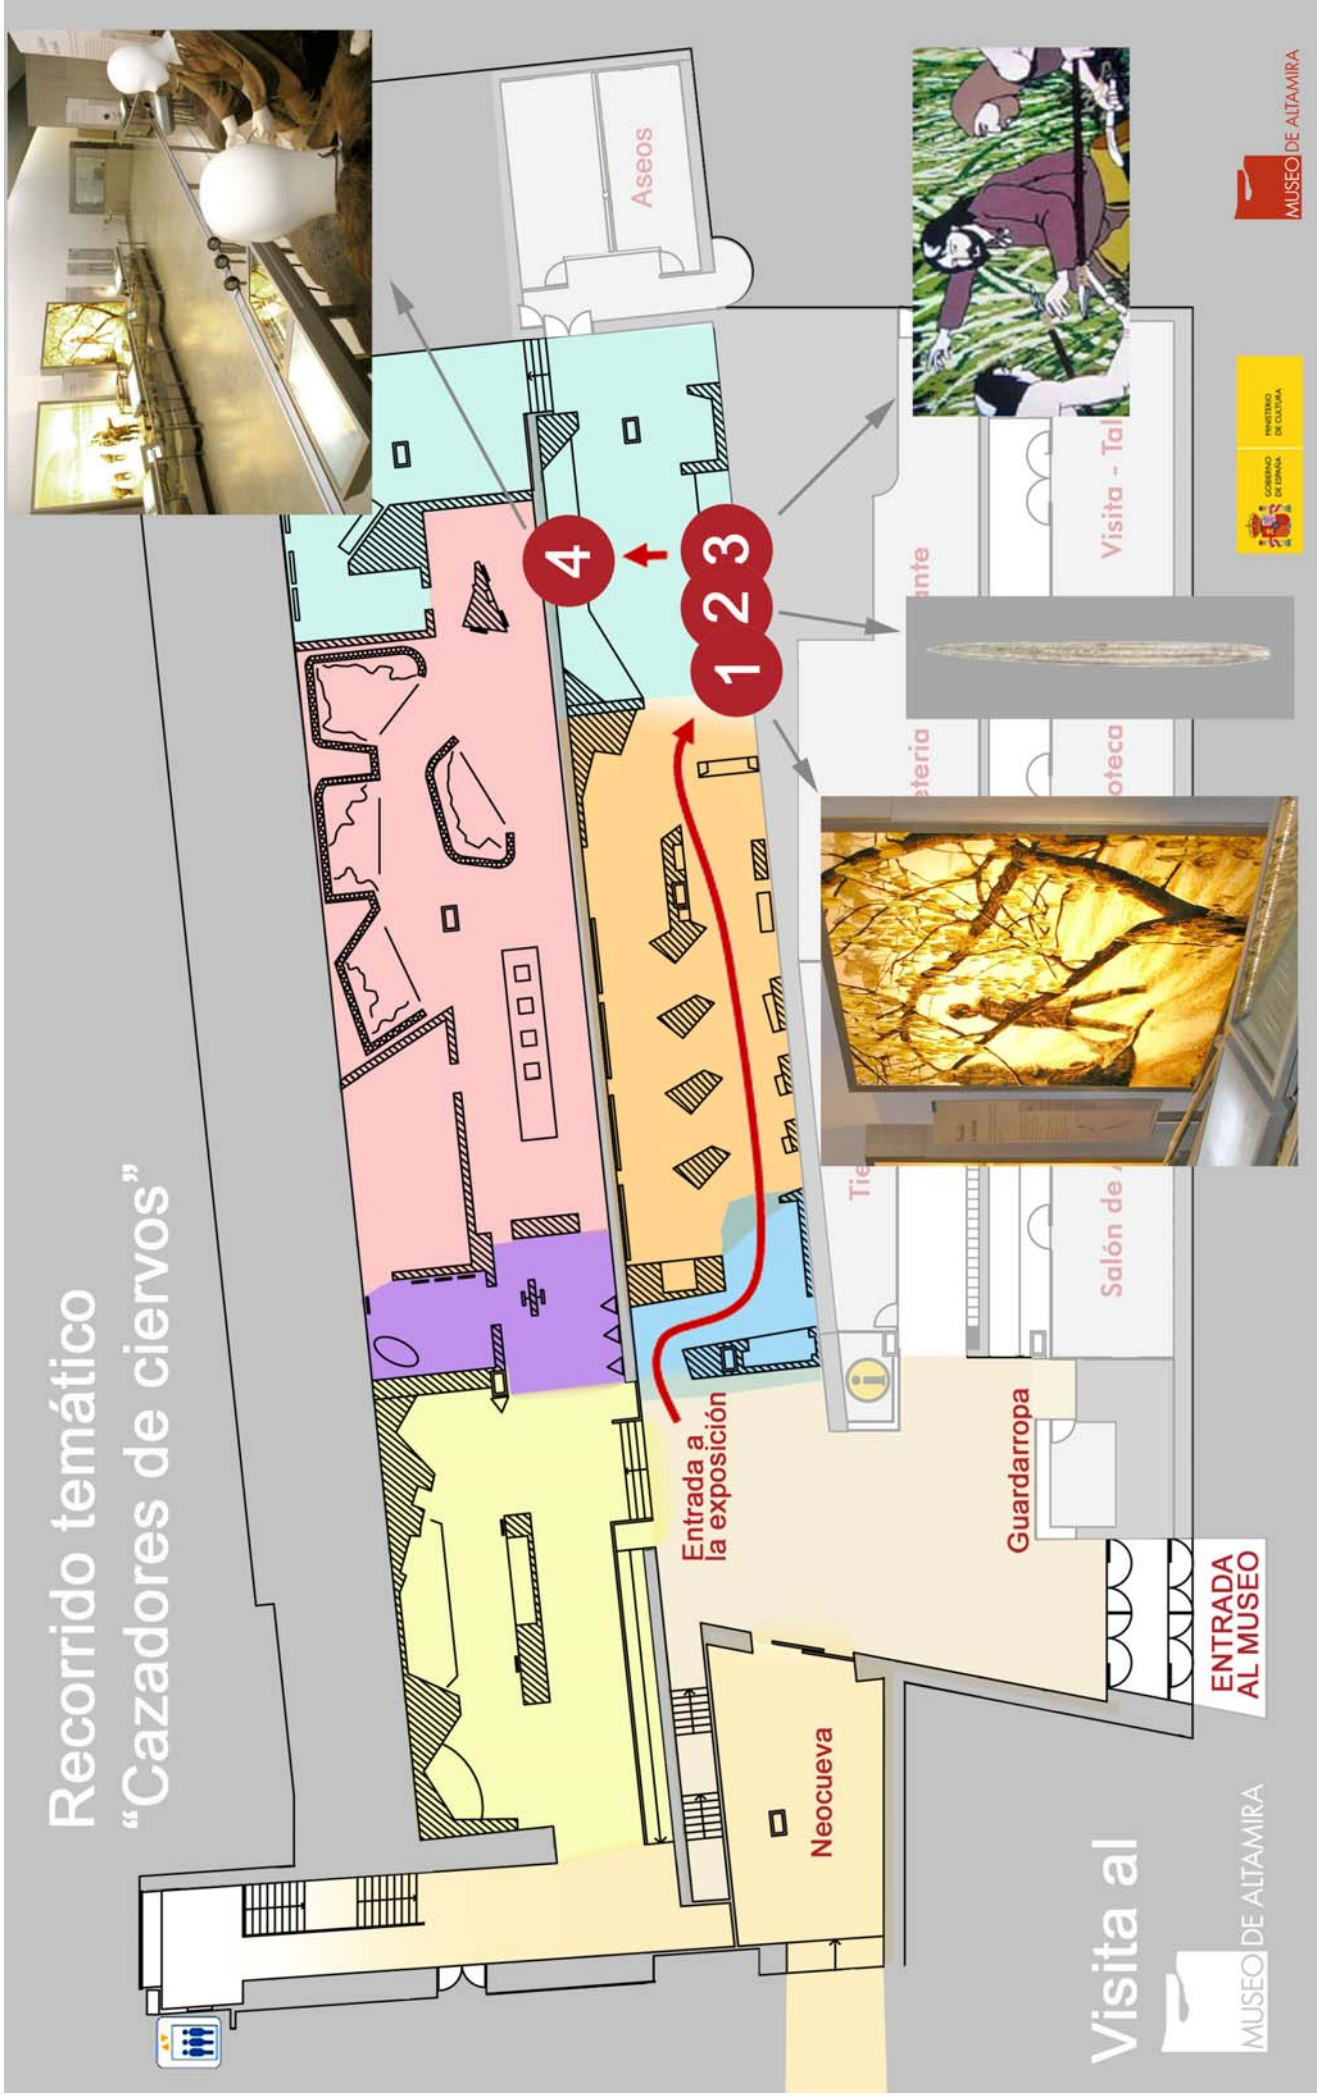 Recorrido temático
“Cazadores de ciervos”
Aseos
4
3
2
1
Entrada a
la exposición
i
Guardarropa
ENTRADA
AL MUSEO
Neocueva
Salón de
Visita - Tal
Visita al
MUSEO DE ALTAMIRA
GOBIERNO
DE ESPAÑA
MINISTERIO
DE CULTURA
MUSEO DE ALTAMIRA